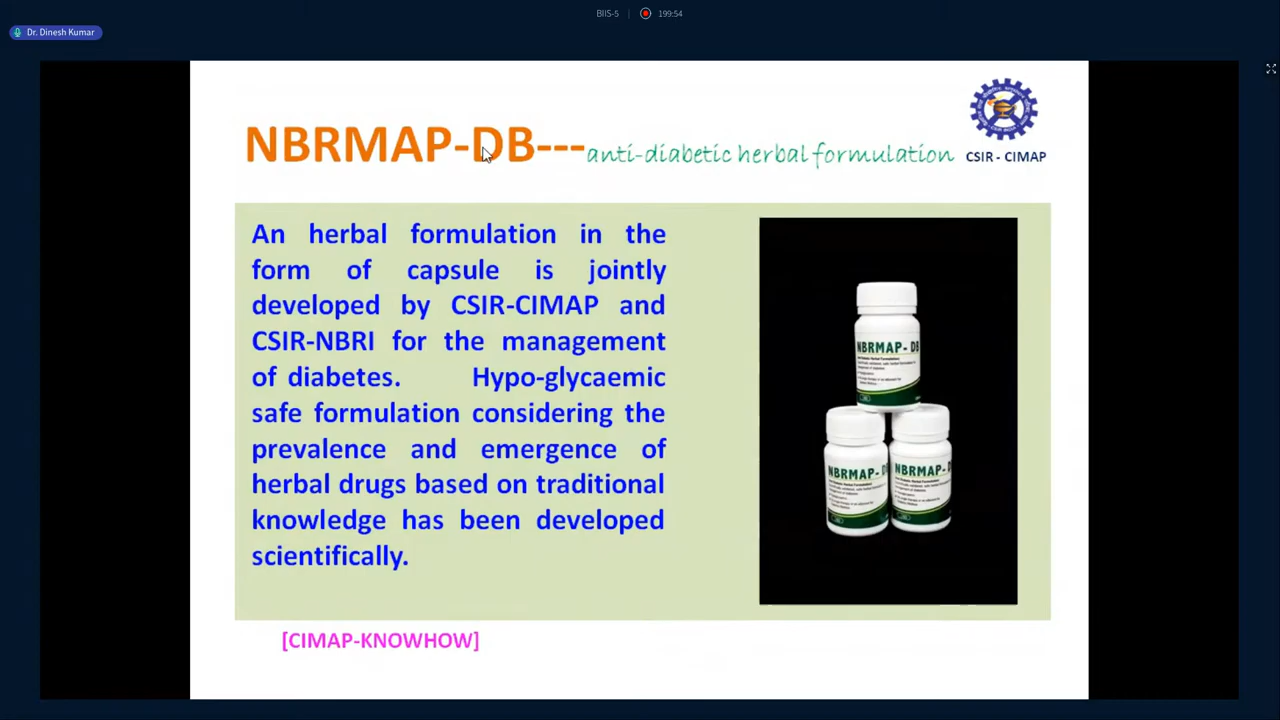 BIIS-5 | 199:54
Dr. Dinesh Kumar
NBRMAP-DB---anti-diabetic herbal formulation
CSIR - CIMAP
An herbal formulation in the
form of capsule is jointly
developed by CSIR-CIMAP and
CSIR-NBRI for the management
of diabetes. Hypo-glycaemic
safe formulation considering the
prevalence and emergence of
herbal drugs based on traditional
knowledge has been developed
scientifically.
NBRMAP- DB
NBRMAP- D
NBRMAP- D
[CIMAP-KNOWHOW]